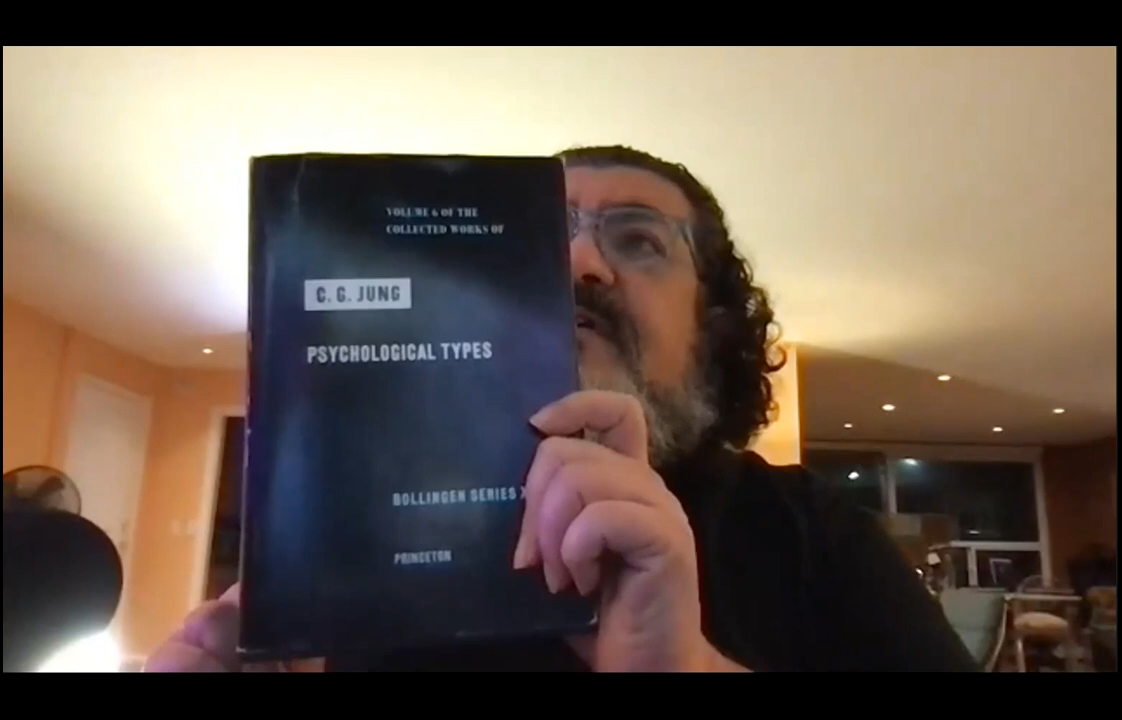 VOLUME 6 OF THE
COLLECTED WORKS OF
C. G. JUNG
PSYCHOLOGICAL TYPES
BOLLINGEN SERIES X
PRINCETON